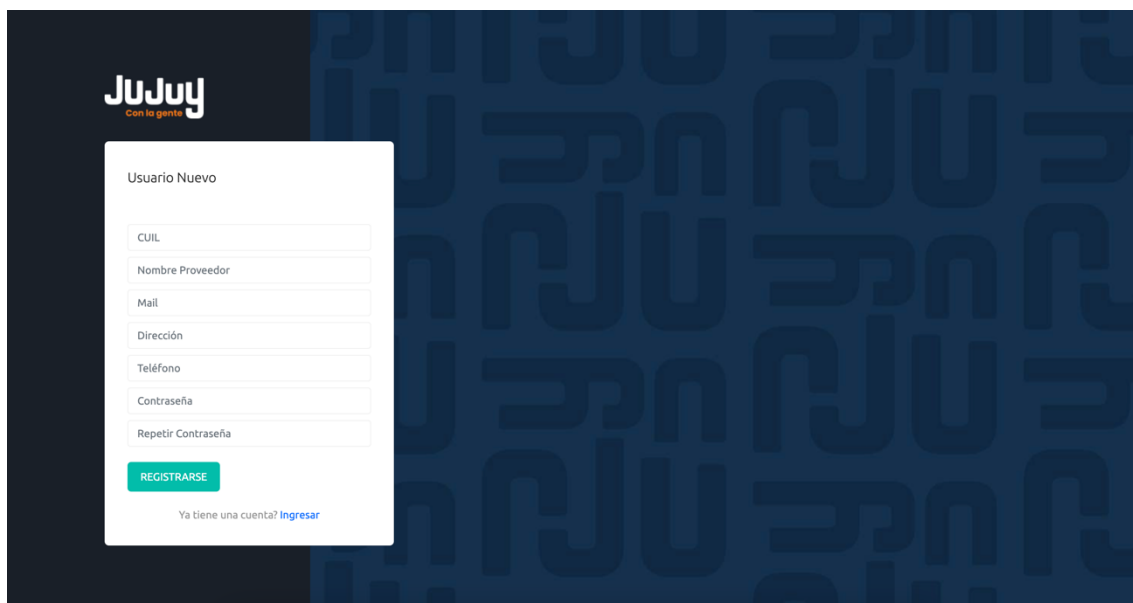 JuJuy
Con la gente
Usuario Nuevo
CUIL
Nombre Proveedor
Mail
Dirección
Teléfono
Contraseña
Repetir Contraseña
REGISTRARSE
Ya tiene una cuenta? Ingresar